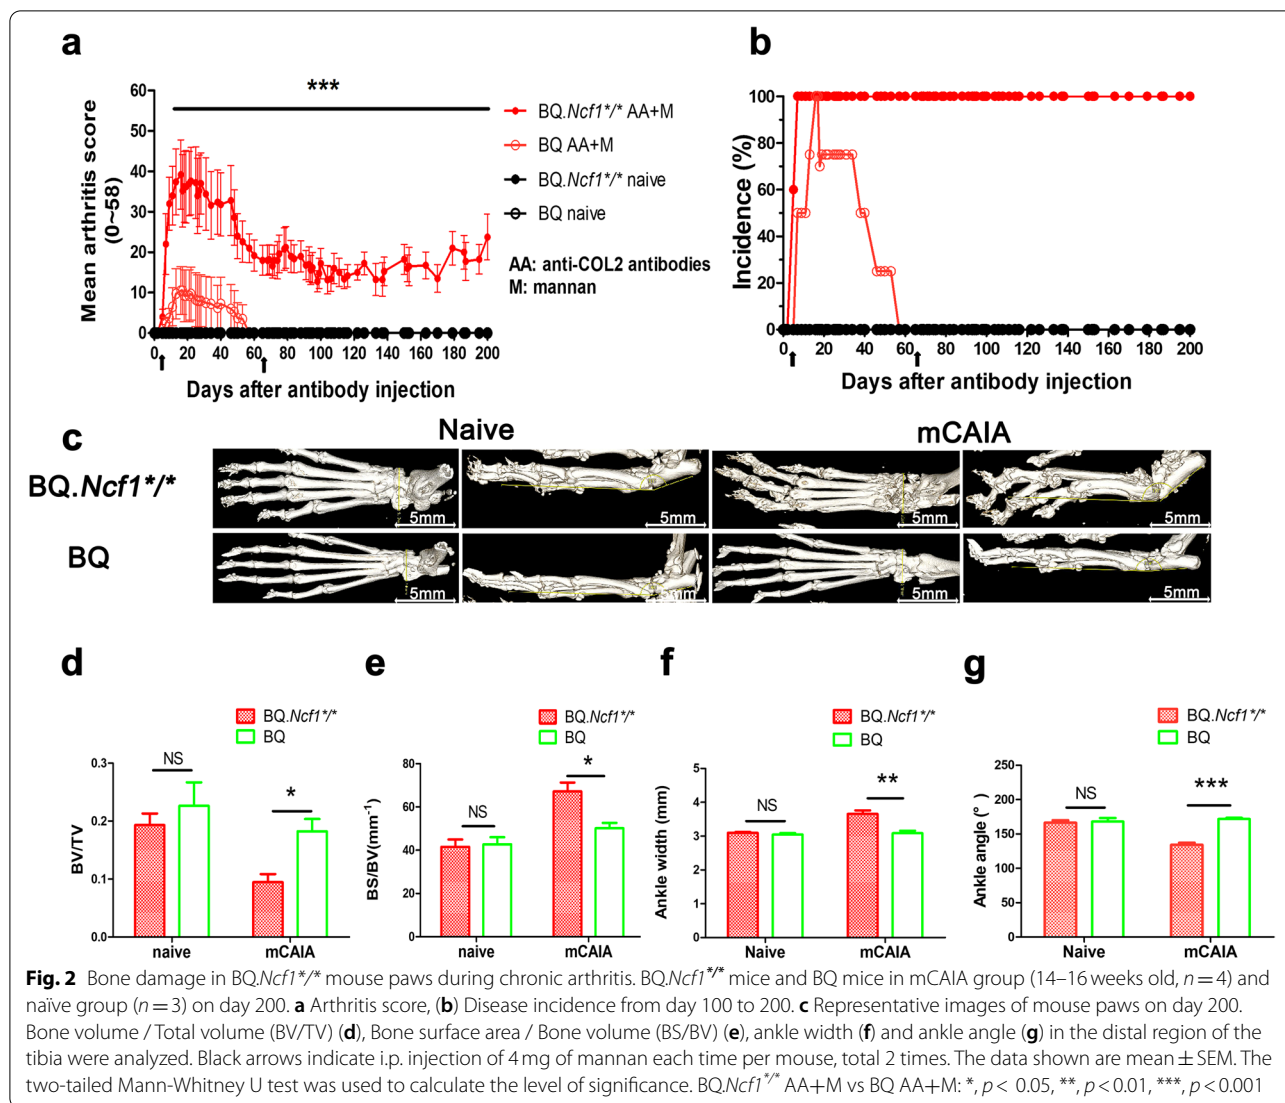 a
***
Mean arthritis score
(0~58)
60
50
40
30
20
10
0
0 20 40 60 80 100 120 140 160 180 200
Days after antibody injection
BQ.Ncf1*/* AA+M
BQ AA+M
BQ.Ncf1*/* naive
BQ naive
AA: anti-COL2 antibodies
M: mannan
b
Incidence (%)
100
80
60
40
20
0
0 20 40 60 80 100 120 140 160 180 200
Days after antibody injection
c
Naive
mCAIA
BQ.Ncf1*/*
5mm 5mm 5mm 5mm
BQ
5mm 5mm 5mm 5mm
d
BQ.Ncf1*/*
BQ
BV/TV
0.3
0.2
0.1
0.0
NS
*
naive
mCAIA
e
BQ.Ncf1*/*
BQ
BS/BV(mm⁻¹)
80
60
40
20
0
NS
*
naive
mCAIA
f
BQ.Ncf1*/*
BQ
Ankle width (mm)
5
4
3
2
1
0
NS
**
Naive
mCAIA
g
BQ.Ncf1*/*
BQ
Ankle angle (°)
250
200
150
100
50
0
NS
***
Naive
mCAIA
Fig. 2 Bone damage in BQ.Ncf1*/* mouse paws during chronic arthritis. BQ.Ncf1*/* mice and BQ mice in mCAIA group (14–16 weeks old, n = 4) and
naïve group (n = 3) on day 200. a Arthritis score, (b) Disease incidence from day 100 to 200. c Representative images of mouse paws on day 200.
Bone volume / Total volume (BV/TV) (d), Bone surface area / Bone volume (BS/BV) (e), ankle width (f) and ankle angle (g) in the distal region of the
tibia were analyzed. Black arrows indicate i.p. injection of 4 mg of mannan each time per mouse, total 2 times. The data shown are mean ± SEM. The
two-tailed Mann-Whitney U test was used to calculate the level of significance. BQ.Ncf1*/* AA+M vs BQ AA+M: *, p < 0.05, **, p < 0.01, ***, p < 0.001